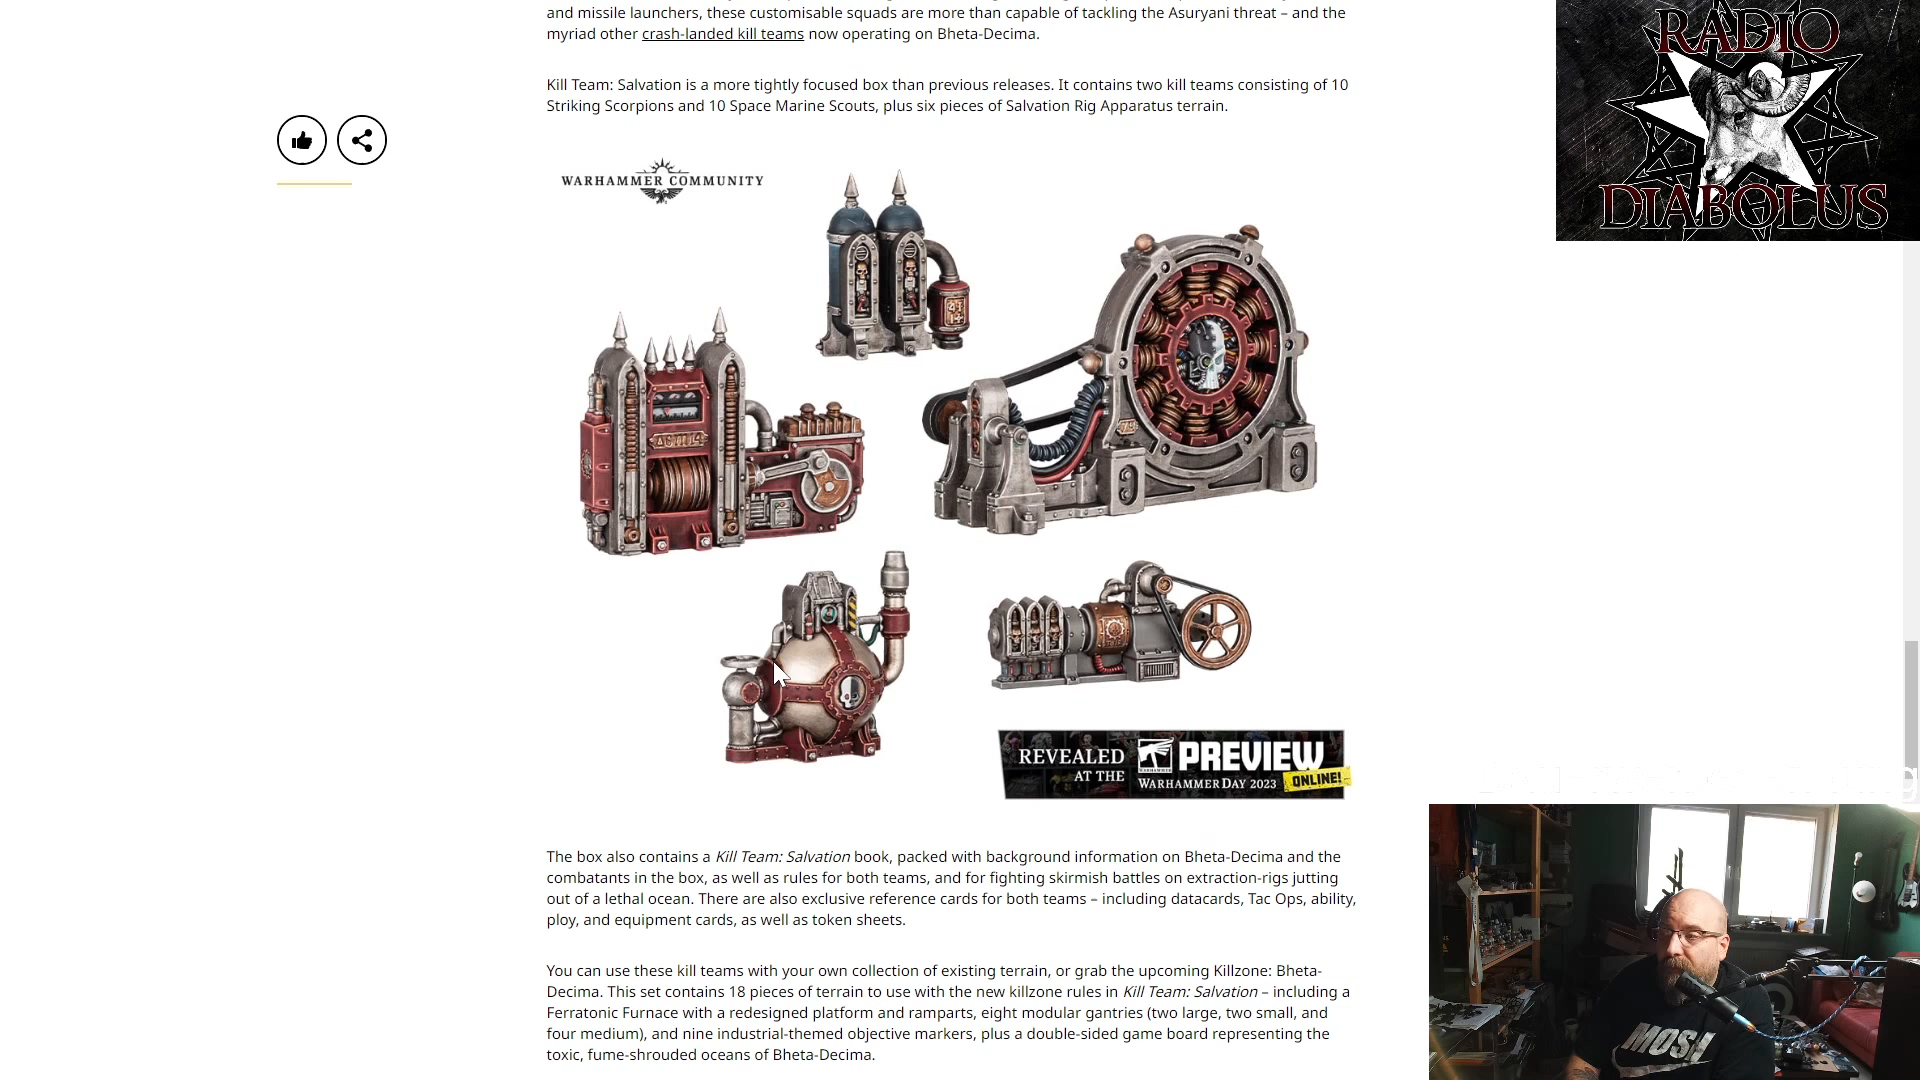 and missile launchers, these customisable squads are more than capable of tackling the Asuryani threat – and the
myriad other crash-landed kill teams now operating on Bheta-Decima.
Kill Team: Salvation is a more tightly focused box than previous releases. It contains two kill teams consisting of 10
Striking Scorpions and 10 Space Marine Scouts, plus six pieces of Salvation Rig Apparatus terrain.
WARHAMMER COMMUNITY
REVEALED
AT THE
PREVIEW
WARHAMMER DAY 2023
ONLINE!
The box also contains a Kill Team: Salvation book, packed with background information on Bheta-Decima and the
combatants in the box, as well as rules for both teams, and for fighting skirmish battles on extraction-rigs jutting
out of a lethal ocean. There are also exclusive reference cards for both teams – including datacards, Tac Ops, ability,
ploy, and equipment cards, as well as token sheets.
You can use these kill teams with your own collection of existing terrain, or grab the upcoming Killzone: Bheta-
Decima. This set contains 18 pieces of terrain to use with the new killzone rules in Kill Team: Salvation – including a
Ferratonic Furnace with a redesigned platform and ramparts, eight modular gantries (two large, two small, and
four medium), and nine industrial-themed objective markers, plus a double-sided game board representing the
toxic, fume-shrouded oceans of Bheta-Decima.
RADIO
DIABOLUS
MOSH